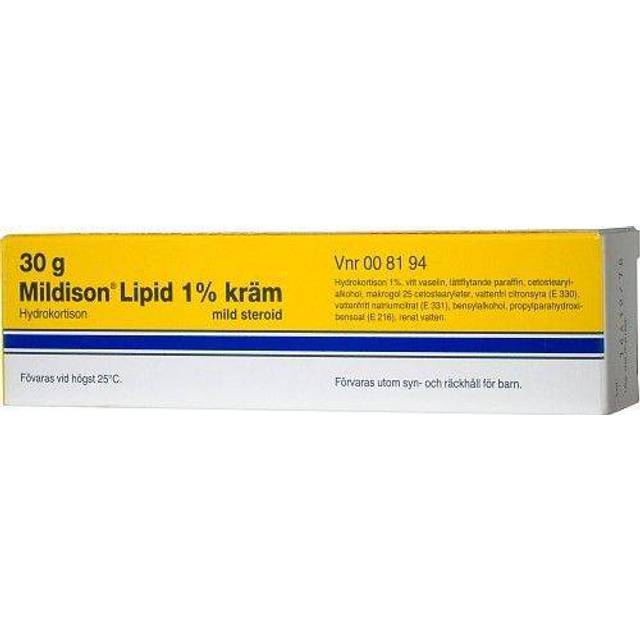 30 g
Mildison® Lipid 1% kräm
Hydrokortison mild steroid
Förvaras vid högst 25°C.
Vnr 00 81 94
Hydrokortison 1%, vitt vaselin, lättflytande paraffin, cetostearyl-
alkohol, makrogol 25 cetostearyleter, vattenfri citronsyra (E 330),
vattenfritt natriumcitrat (E 331), bensylalkohol, propylparahydroxi-
bensoat (E 216), renat vatten.
Förvaras utom syn- och räckhåll för barn.